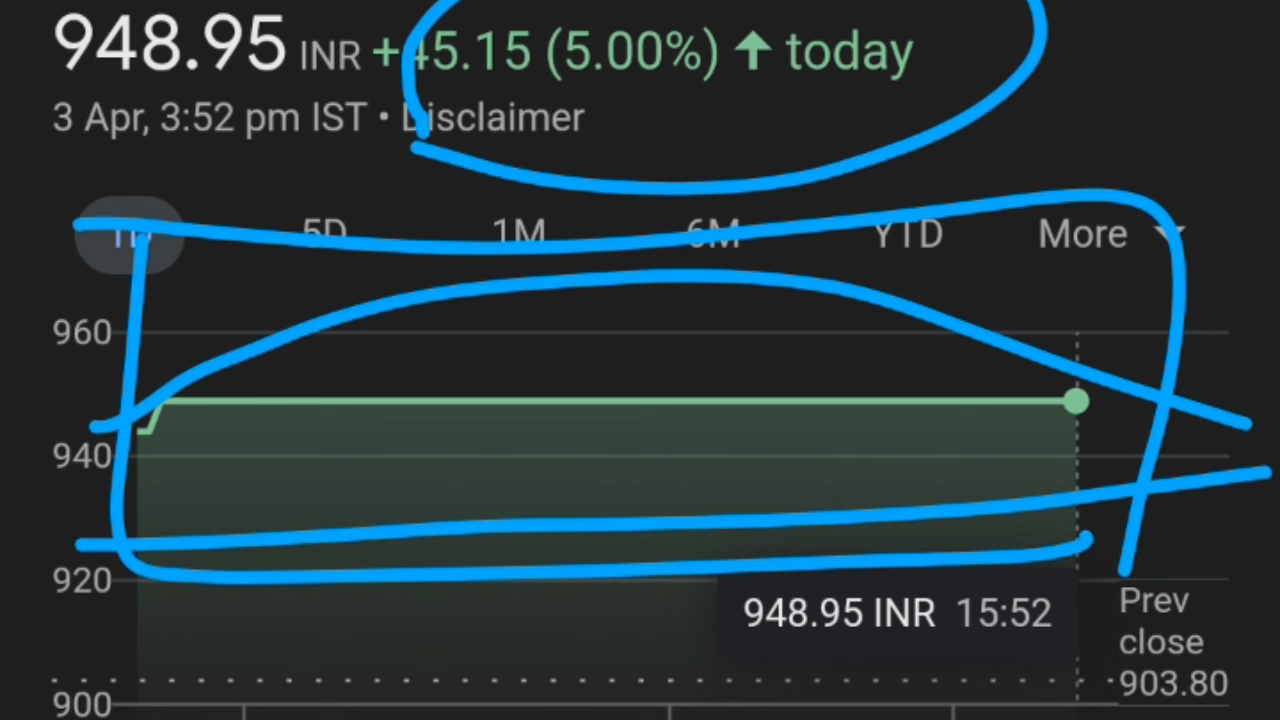 948.95 INR +45.15 (5.00%) ↑ today
3 Apr, 3:52 pm IST • Disclaimer
1D 5D 1M 6M YTD More
960
940
920
948.95 INR 15:52
Prev
close
903.80
900